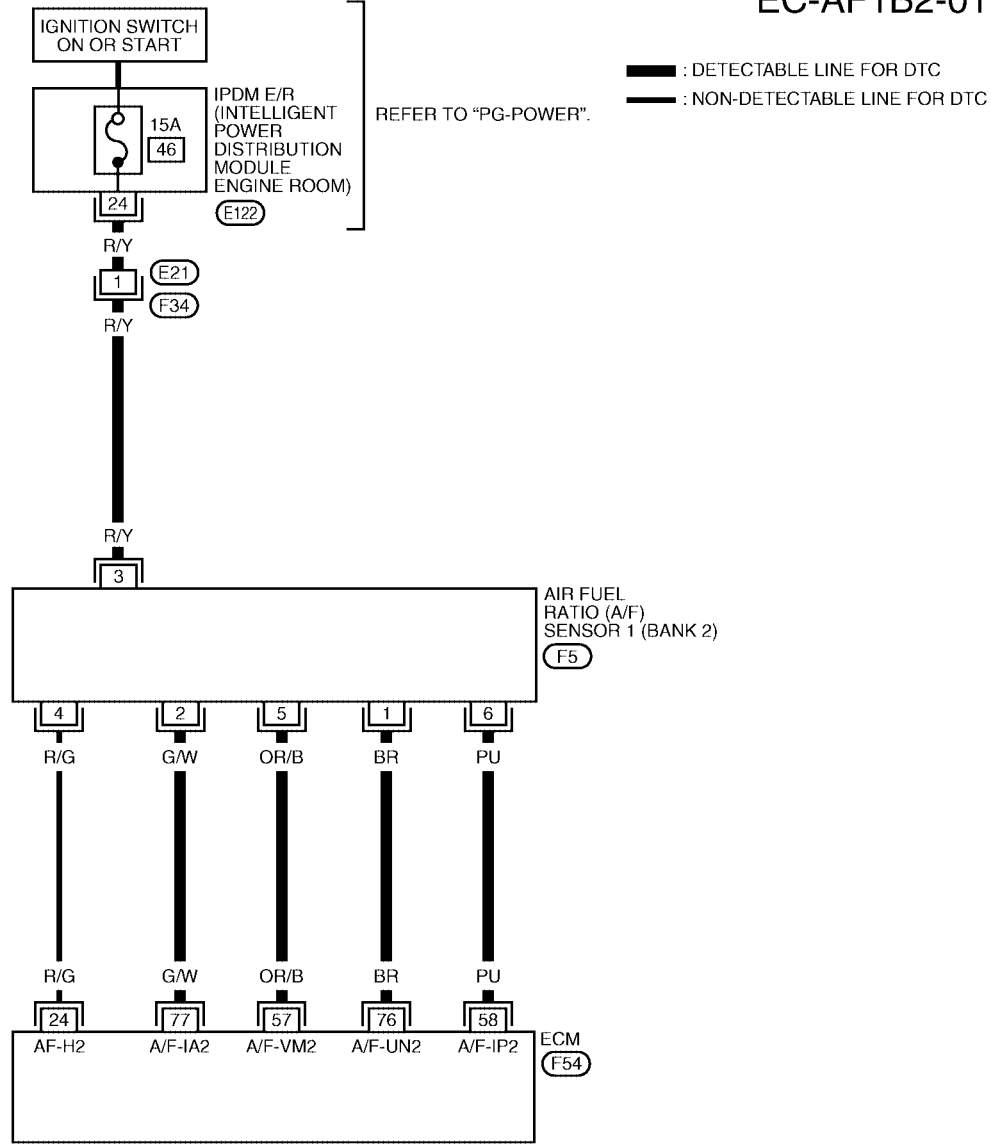 EC-AF1B2-01
IGNITION SWITCH
ON OR START
: DETECTABLE LINE FOR DTC
: NON-DETECTABLE LINE FOR DTC
15A
46
IPDM E/R
(INTELLIGENT
POWER
DISTRIBUTION
MODULE
ENGINE ROOM)
E122
REFER TO “PG-POWER”.
24
R/Y
1
E21
F34
R/Y
R/Y
3
AIR FUEL
RATIO (A/F)
SENSOR 1 (BANK 2)
F5
4 2 5 1 6
R/G G/W OR/B BR PU
R/G G/W OR/B BR PU
24 77 57 76 58
AF-H2 A/F-IA2 A/F-VM2 A/F-UN2 A/F-IP2
ECM
F54